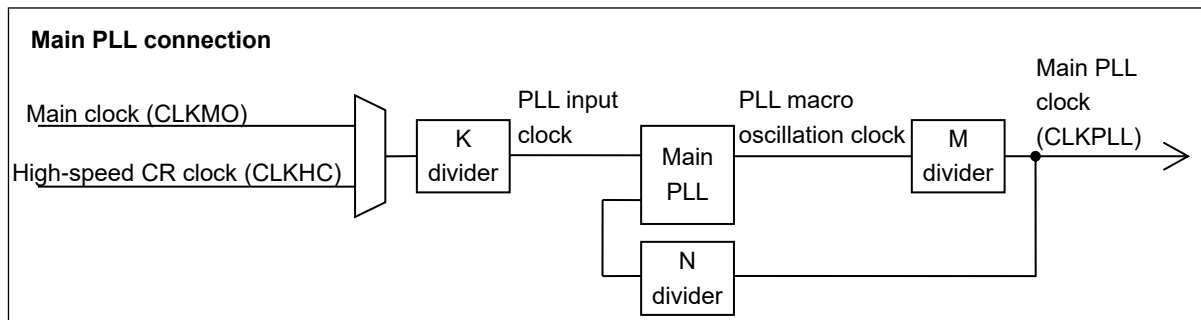 Main PLL connection
Main clock (CLKMO)
High-speed CR clock (CLKHC)
K
divider
PLL input
clock
Main
PLL
PLL macro
oscillation clock
M
divider
Main PLL
clock
(CLKPLL)
N
divider